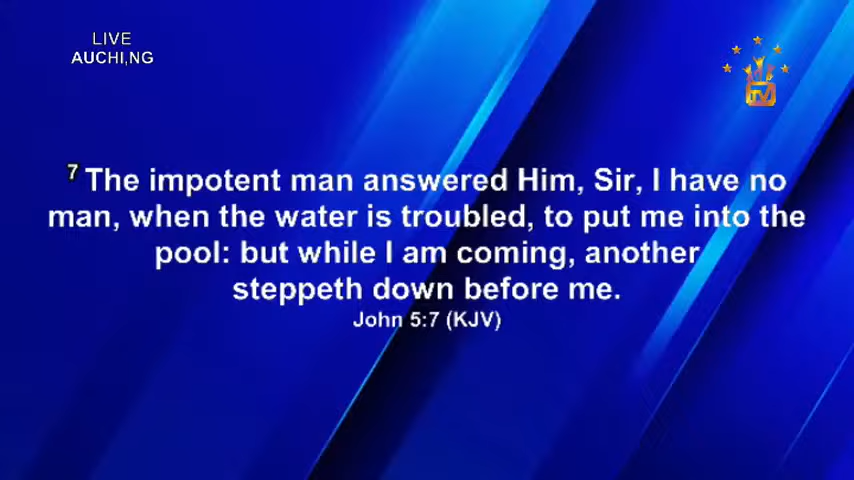 LIVE
AUCHI,NG
TV
7 The impotent man answered Him, Sir, I have no
man, when the water is troubled, to put me into the
pool: but while I am coming, another
steppeth down before me.
John 5:7 (KJV)